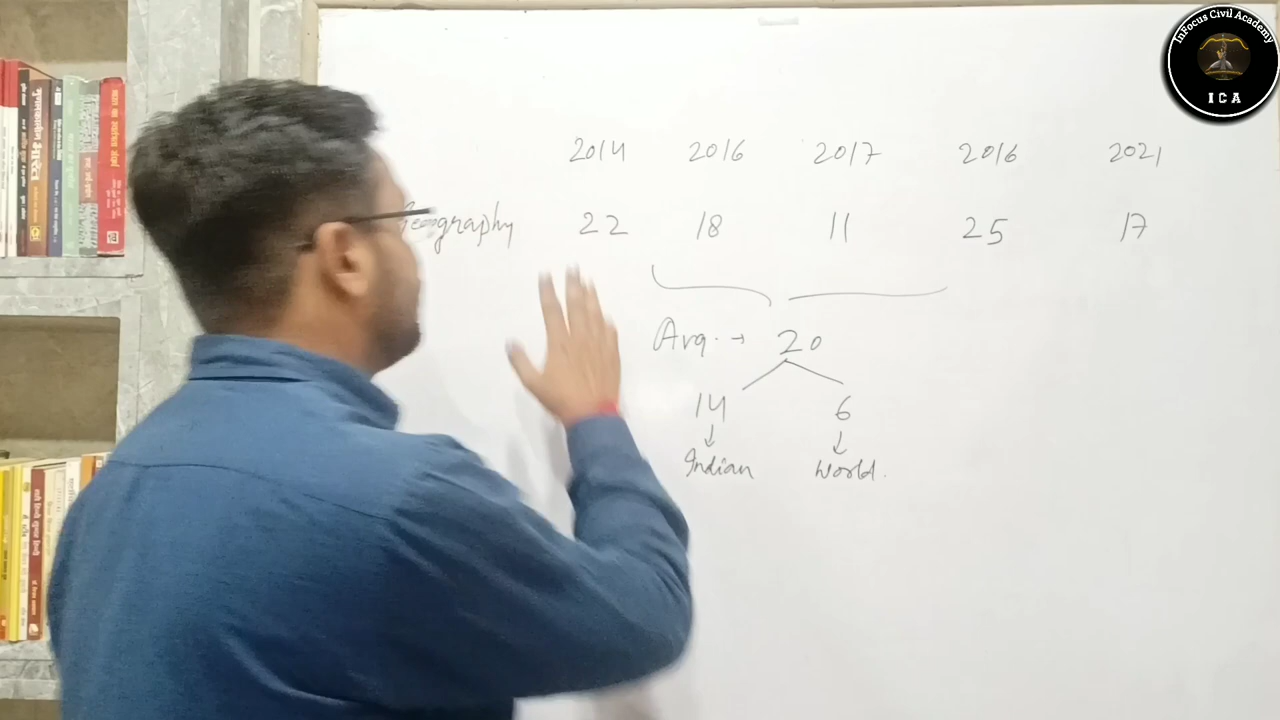 InFocus Civil Academy
ICA
2014 2016 2017 2016 2021
Geography 22 18 11 25 17
Avg. → 20
14 6
↓ ↓
Indian World.